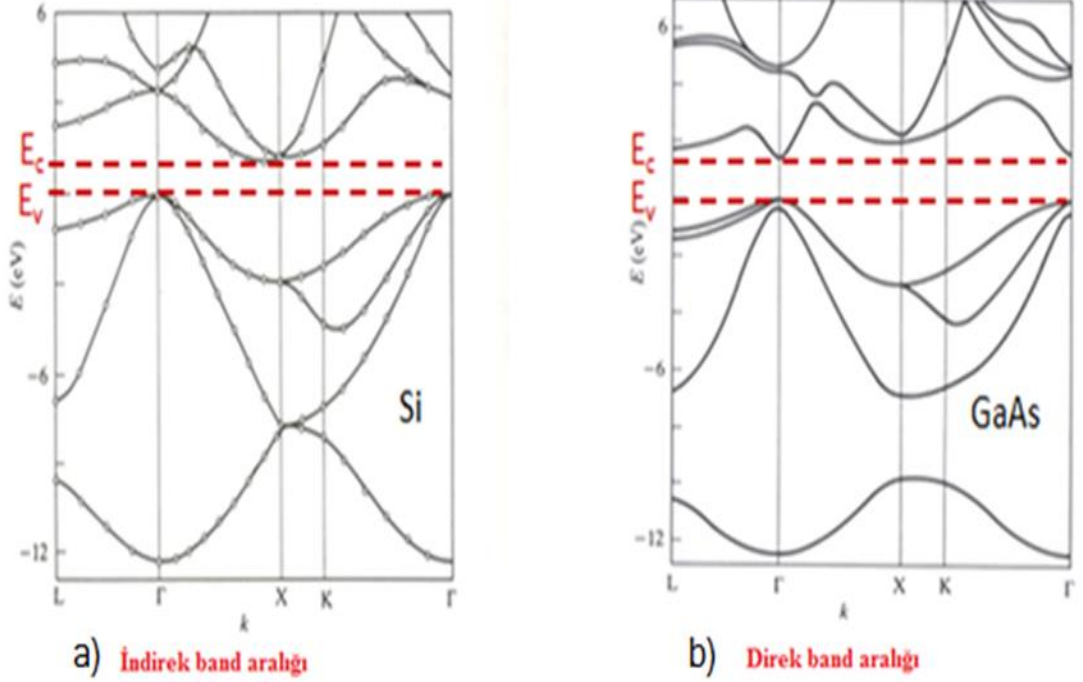 6
E_c
E_v
E (eV)
−6
Si
−12
L Γ X K Γ
k
a) İndirek band aralığı
6
E_c
E_v
E (eV)
−6
GaAs
−12
L Γ X K Γ
k
b) Direk band aralığı